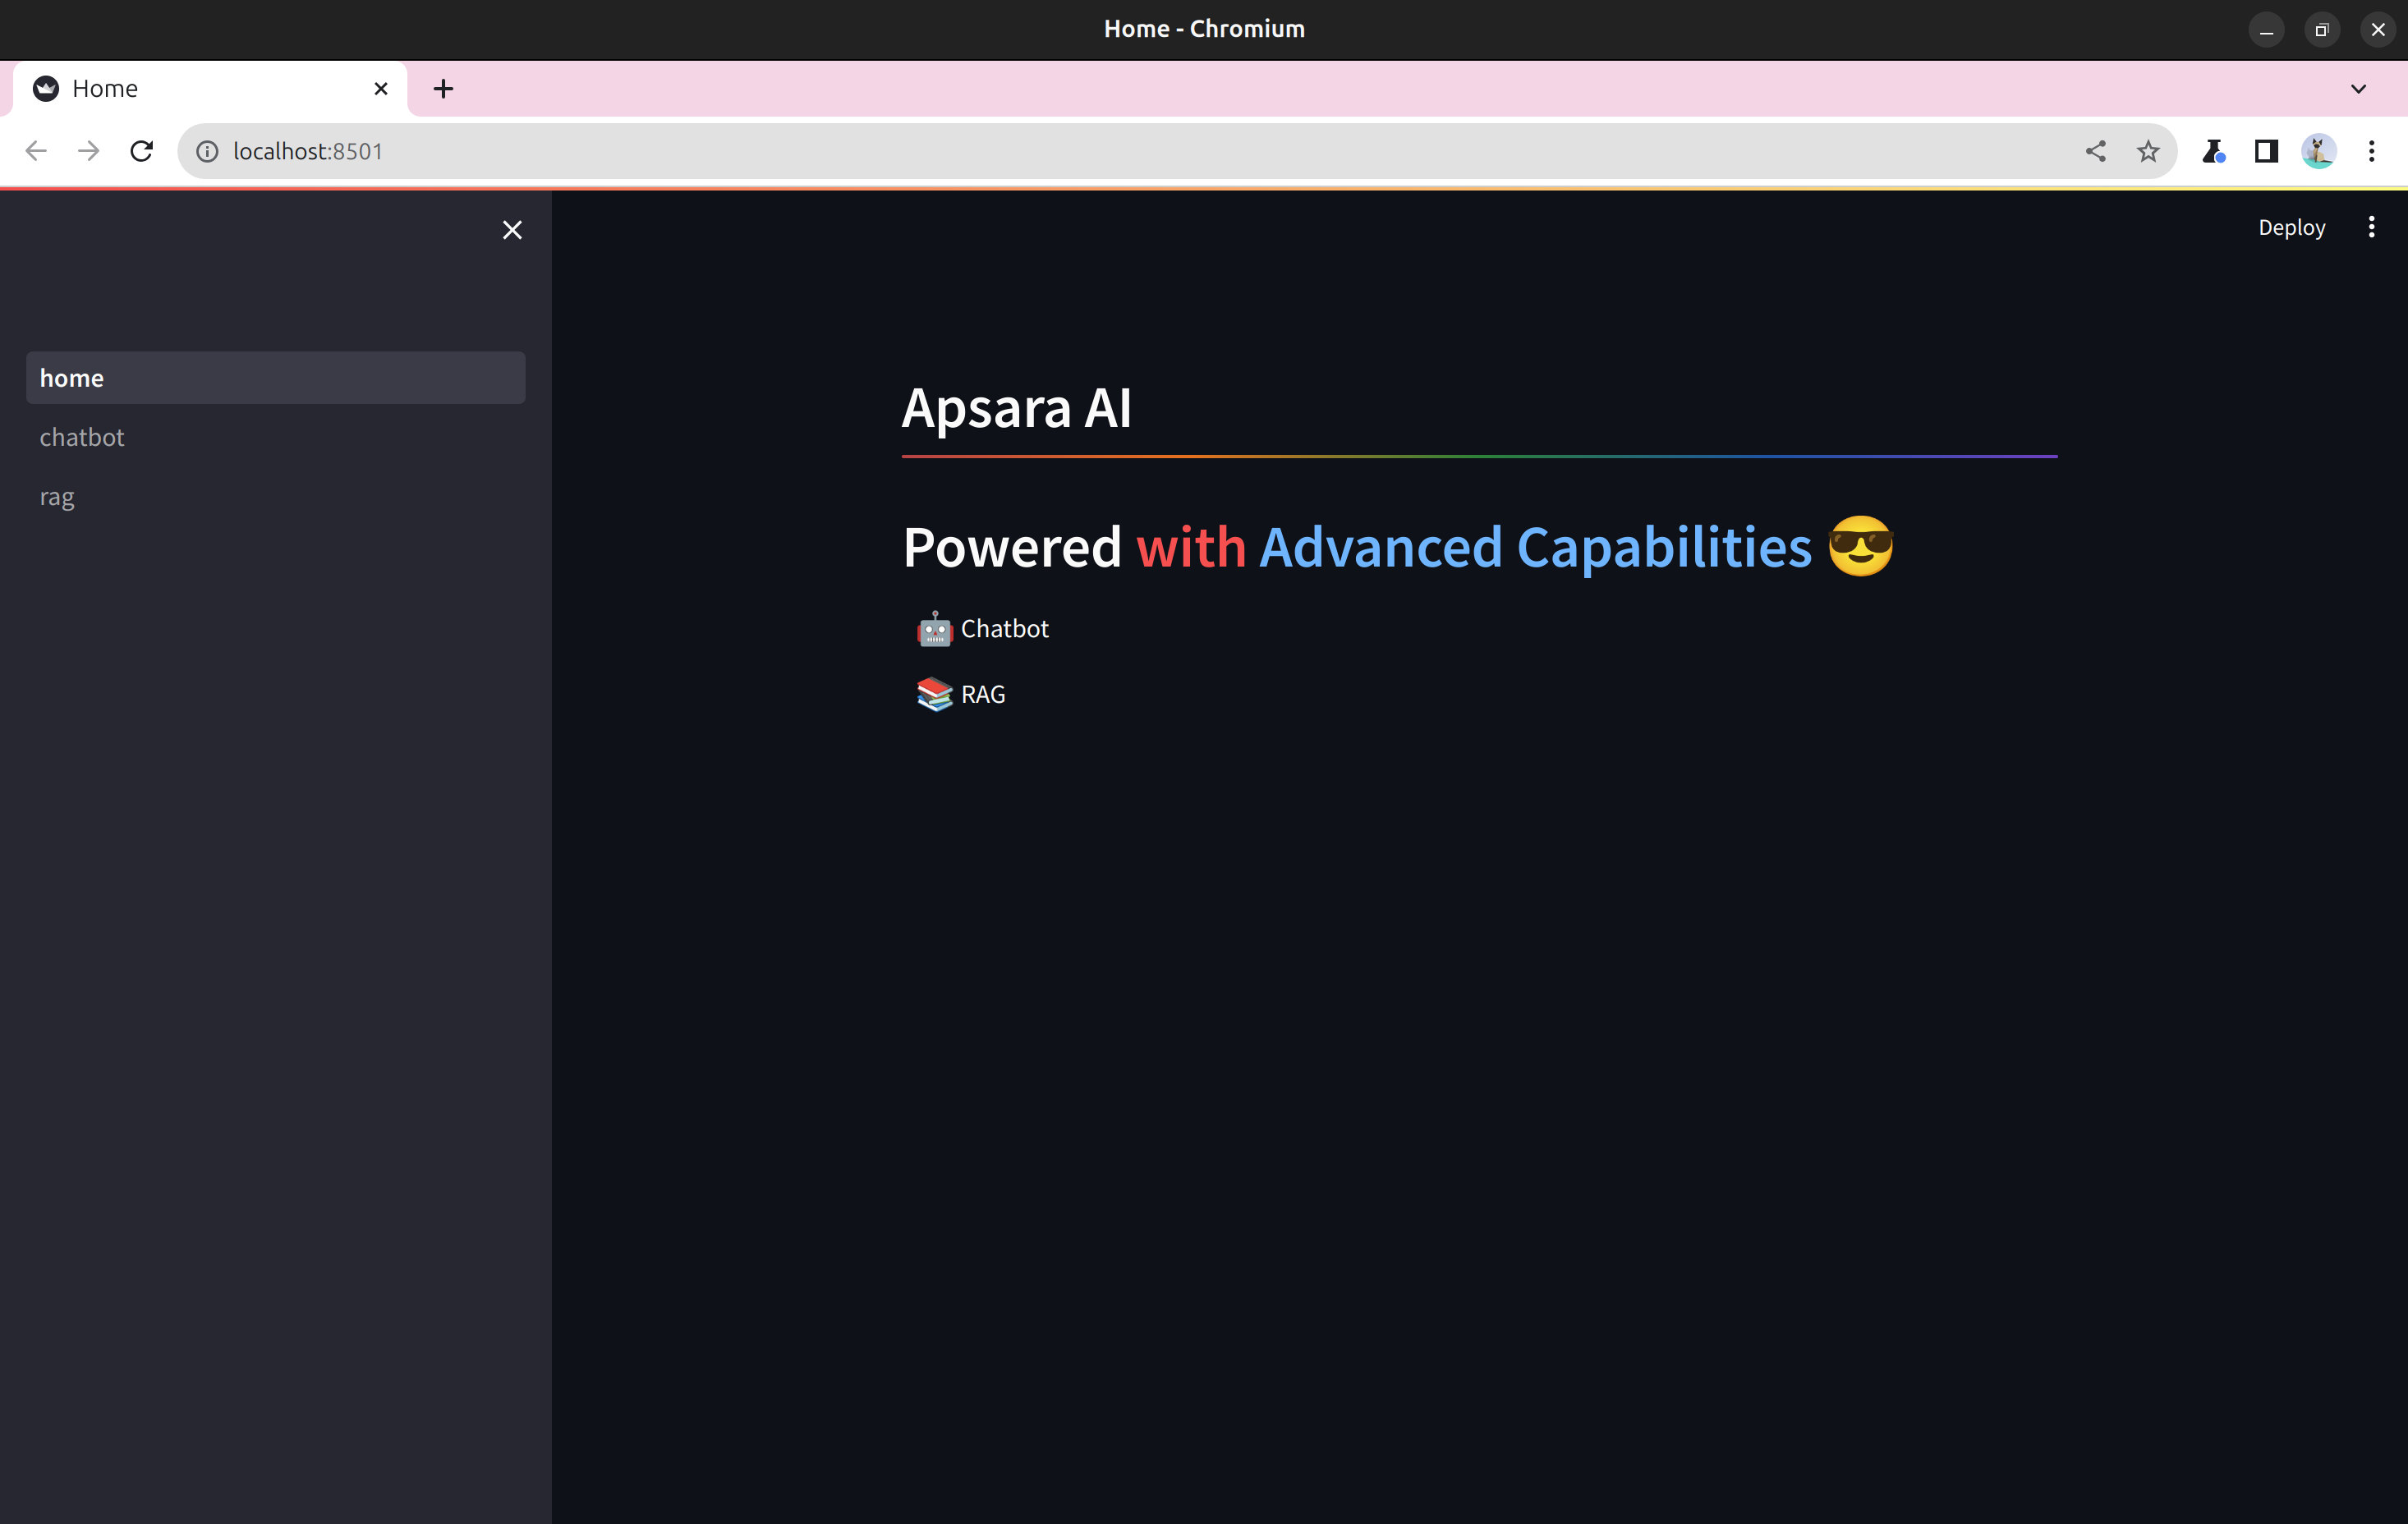 Home - Chromium
Home
localhost:8501
Deploy
home
chatbot
rag
Apsara AI
Powered with Advanced Capabilities 😎
🤖 Chatbot
📚 RAG